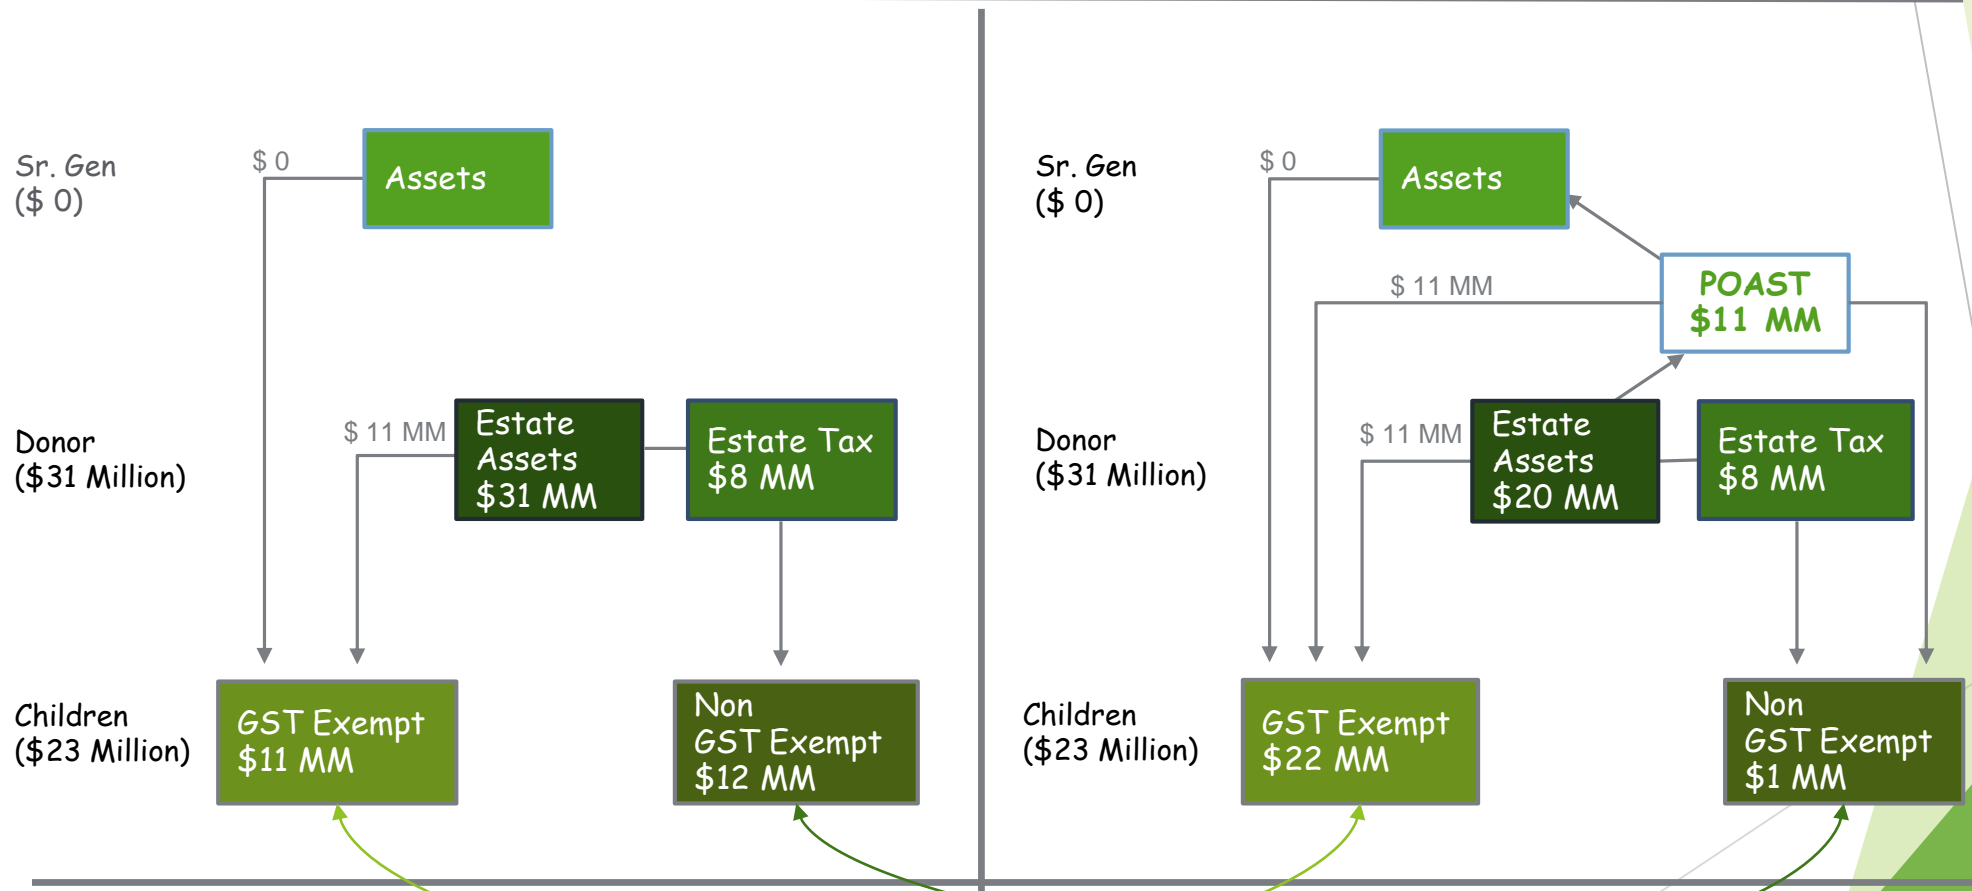 $ 0
Sr. Gen
($ 0)
Assets
$ 11 MM
Donor
($31 Million)
Estate
Assets
$31 MM
Estate Tax
$8 MM
Children
($23 Million)
GST Exempt
$11 MM
Non
GST Exempt
$12 MM
$ 0
Sr. Gen
($ 0)
Assets
$ 11 MM
POAST
$11 MM
$ 11 MM
Donor
($31 Million)
Estate
Assets
$20 MM
Estate Tax
$8 MM
Children
($23 Million)
GST Exempt
$22 MM
Non
GST Exempt
$1 MM